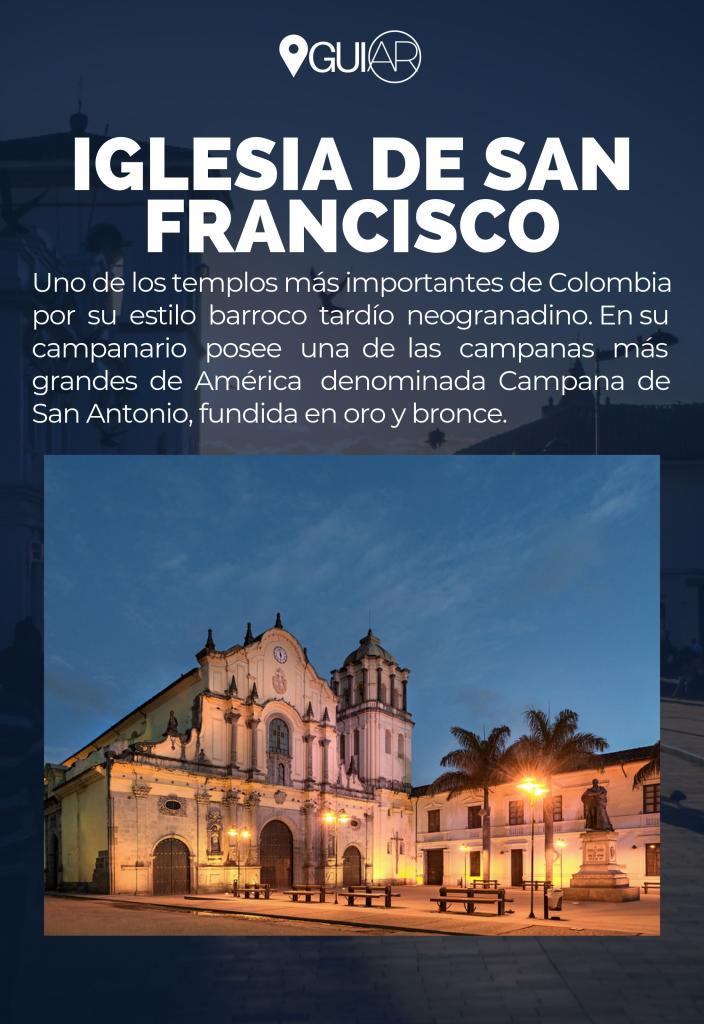 GUIAR
IGLESIA DE SAN
FRANCISCO
Uno de los templos más importantes de Colombia
por su estilo barroco tardío neogranadino. En su
campanario posee una de las campanas más
grandes de América denominada Campana de
San Antonio, fundida en oro y bronce.